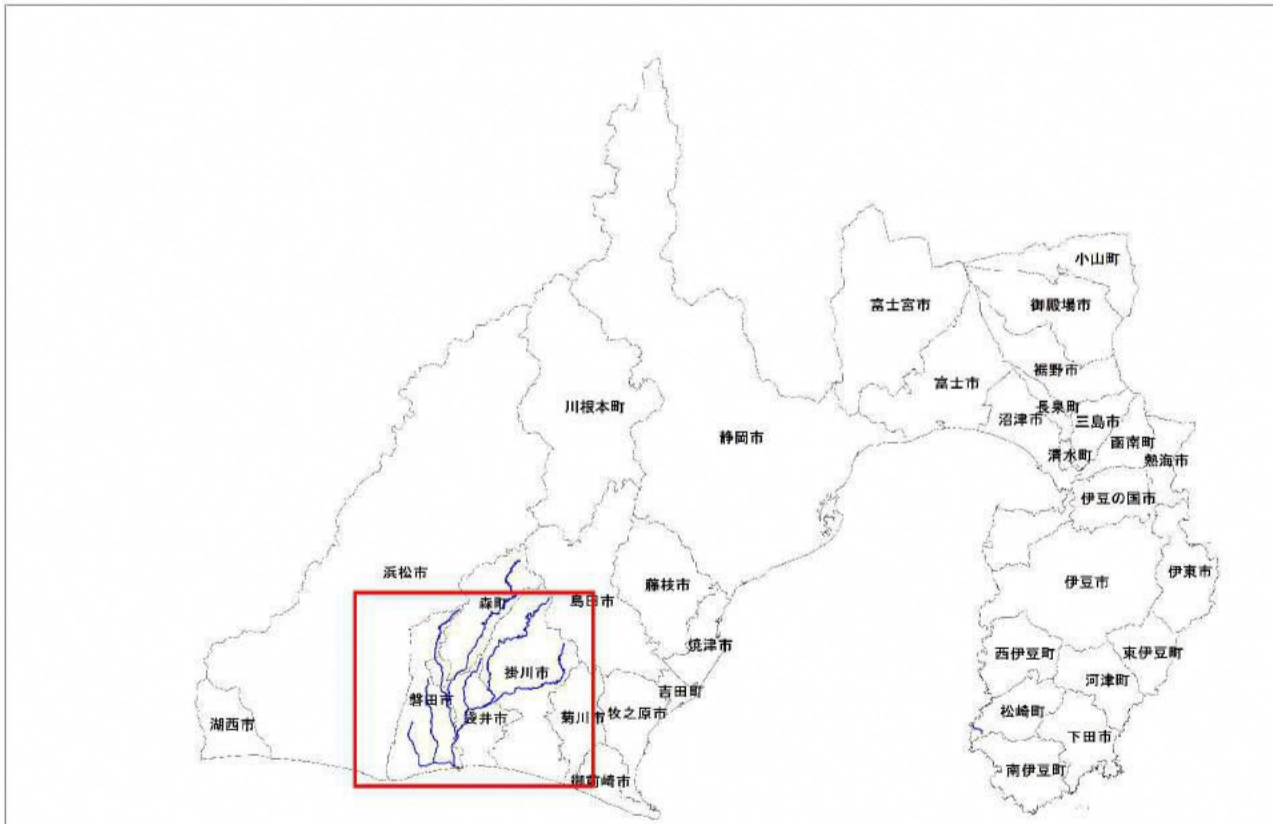 小山町
富士宮市
御殿場市
裾野市
富士市
川根本町
長泉町
沼津市
三島市
静岡市
函南町
清水町
熱海市
伊豆の国市
浜松市
藤枝市
伊豆市
伊東市
森町
島田市
焼津市
西伊豆町
東伊豆町
掛川市
河津町
吉田町
磐田市
袋井市
菊川市
牧之原市
松崎町
湖西市
下田市
南伊豆町
御前崎市